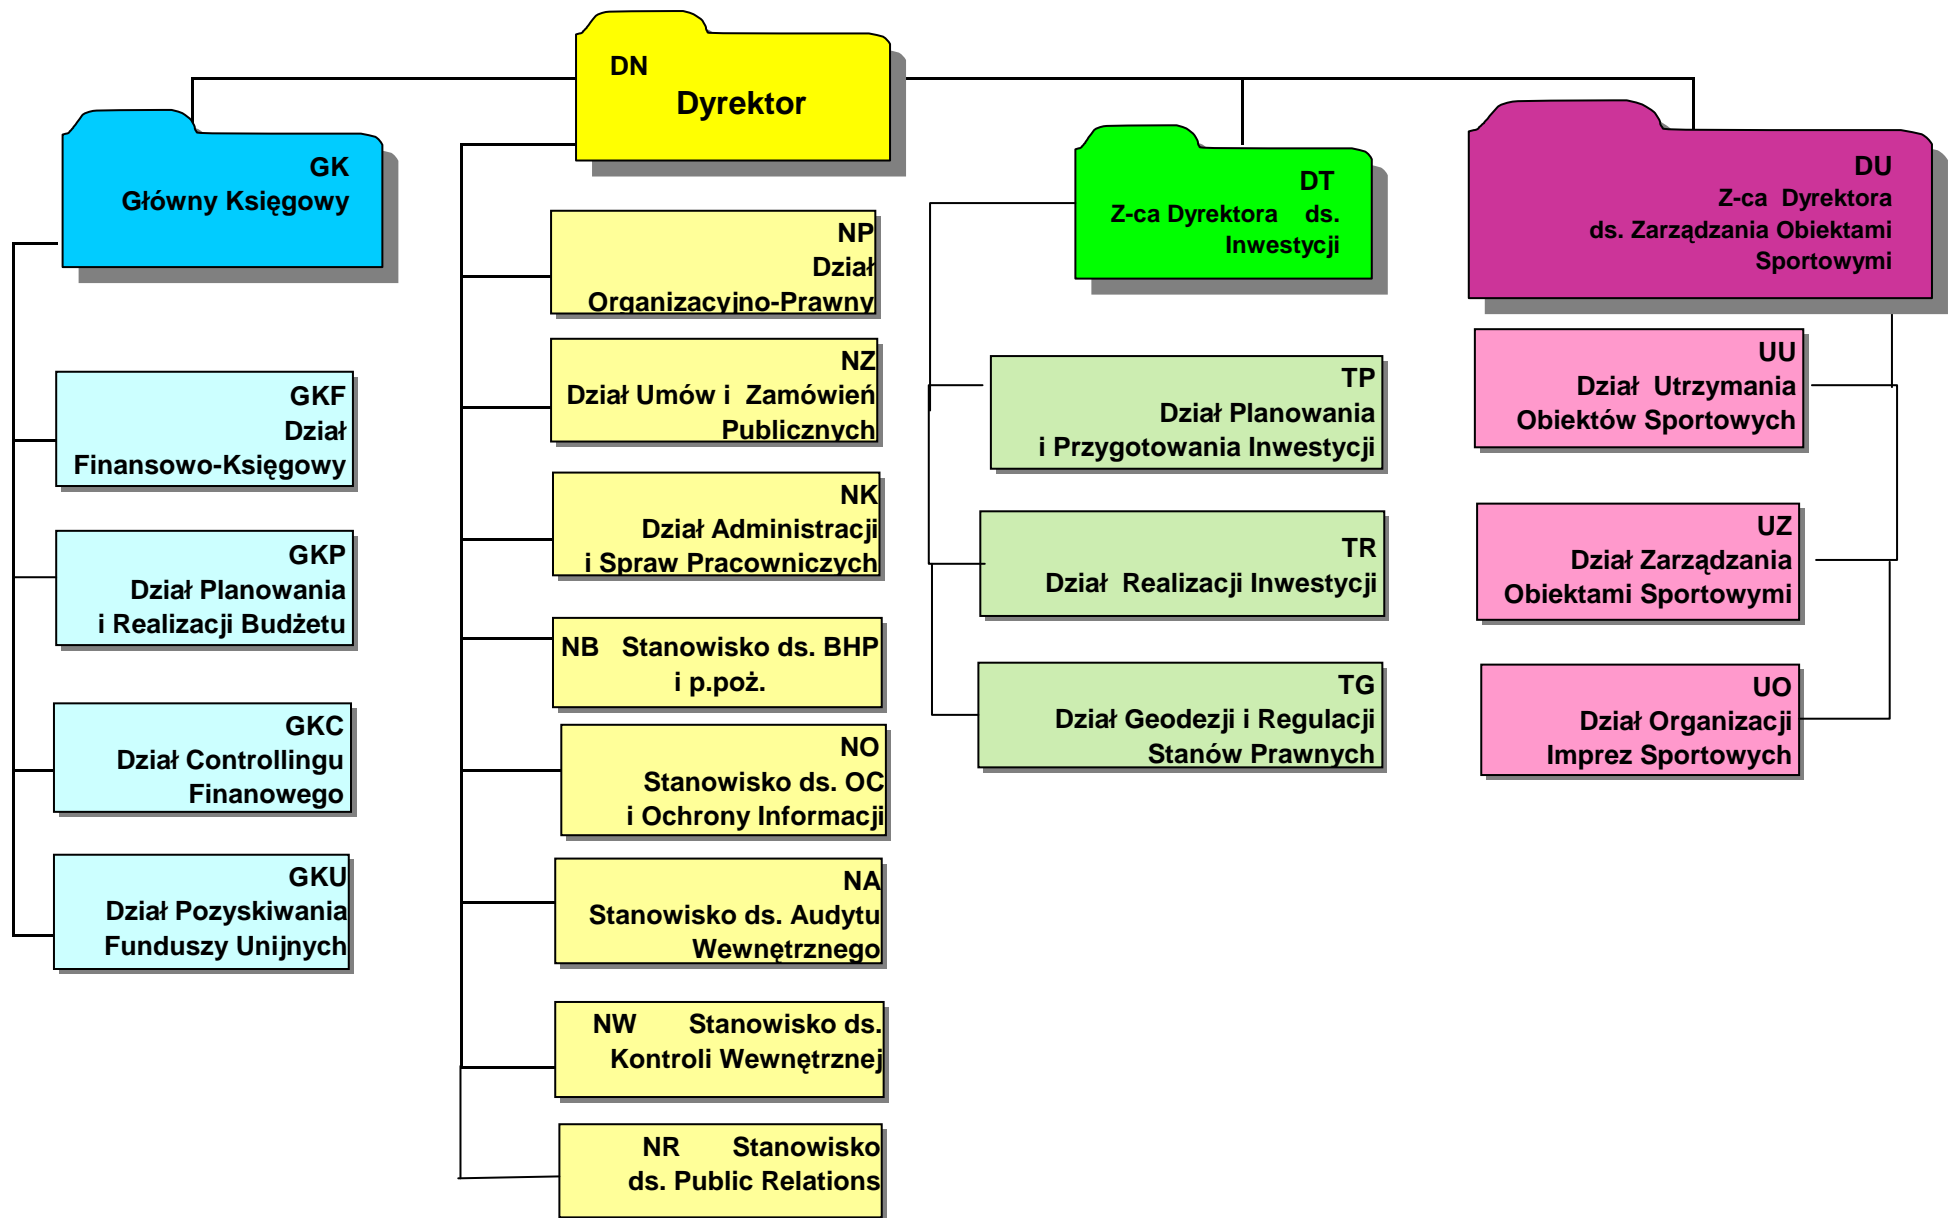 DN
Dyrektor
GK
Główny Księgowy
GKF
Dział
Finansowo-Księgowy
GKP
Dział Planowania
i Realizacji Budżetu
GKC
Dział Controllingu
Finanowego
GKU
Dział Pozyskiwania
Funduszy Unijnych
NP
Dział
Organizacyjno-Prawny
NZ
Dział Umów i Zamówień
Publicznych
NK
Dział Administracji
i Spraw Pracowniczych
NB Stanowisko ds. BHP
i p.poż.
NO
Stanowisko ds. OC
i Ochrony Informacji
NA
Stanowisko ds. Audytu
Wewnętrznego
NW Stanowisko ds.
Kontroli Wewnętrznej
NR Stanowisko
ds. Public Relations
DT
Z-ca Dyrektora ds.
Inwestycji
TP
Dział Planowania
i Przygotowania Inwestycji
TR
Dział Realizacji Inwestycji
TG
Dział Geodezji i Regulacji
Stanów Prawnych
DU
Z-ca Dyrektora
ds. Zarządzania Obiektami
Sportowymi
UU
Dział Utrzymania
Obiektów Sportowych
UZ
Dział Zarządzania
Obiektami Sportowymi
UO
Dział Organizacji
Imprez Sportowych